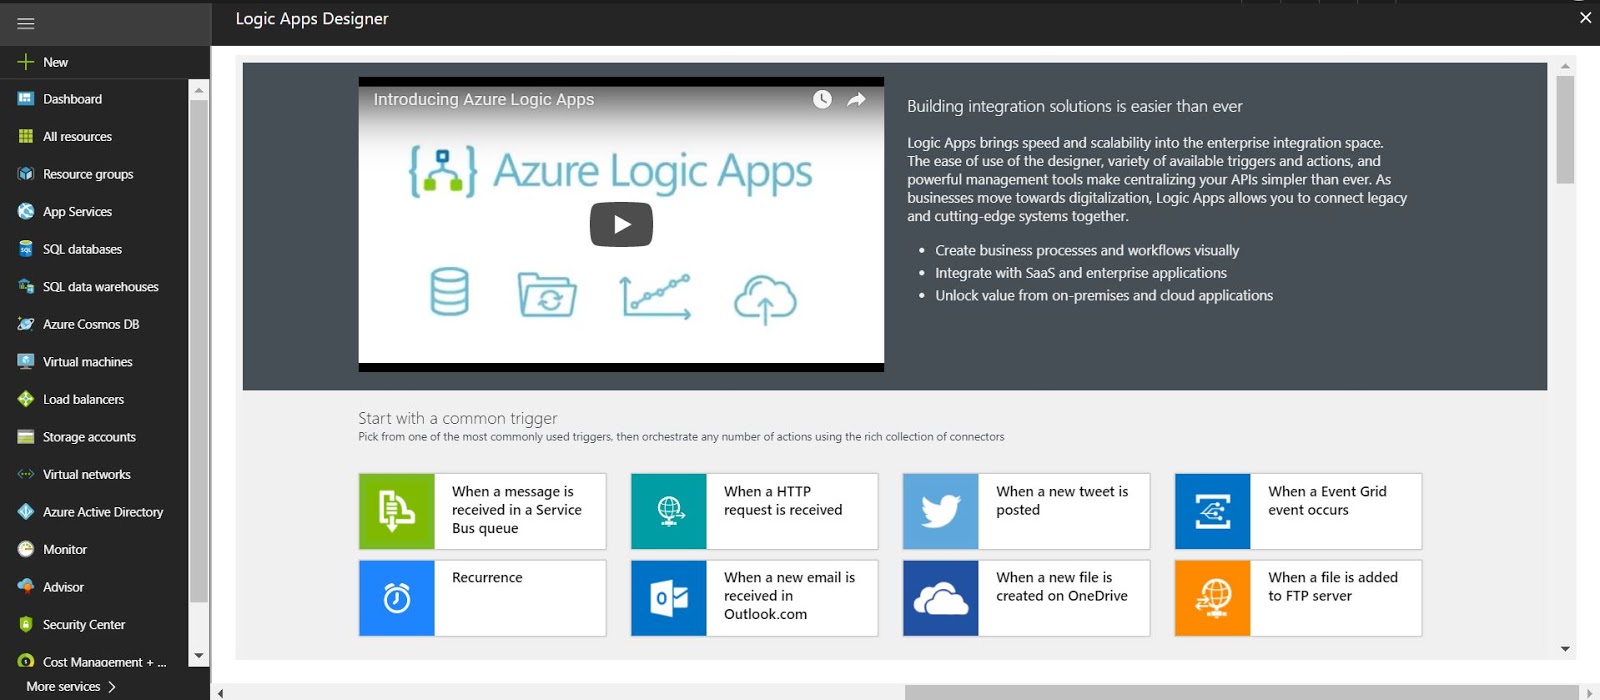 Logic Apps Designer
New
Dashboard
All resources
Resource groups
App Services
SQL databases
SQL data warehouses
Azure Cosmos DB
Virtual machines
Load balancers
Storage accounts
Virtual networks
Azure Active Directory
Monitor
Advisor
Security Center
Cost Management + ...
More services
Introducing Azure Logic Apps
Azure Logic Apps
Building integration solutions is easier than ever
Logic Apps brings speed and scalability into the enterprise integration space.
The ease of use of the designer, variety of available triggers and actions, and
powerful management tools make centralizing your APIs simpler than ever. As
businesses move towards digitalization, Logic Apps allows you to connect legacy
and cutting-edge systems together.
• Create business processes and workflows visually
• Integrate with SaaS and enterprise applications
• Unlock value from on-premises and cloud applications
Start with a common trigger
Pick from one of the most commonly used triggers, then orchestrate any number of actions using the rich collection of connectors
When a message is
received in a Service
Bus queue
When a HTTP
request is received
When a new tweet is
posted
When a Event Grid
event occurs
Recurrence
When a new email is
received in
Outlook.com
When a new file is
created on OneDrive
When a file is added
to FTP server